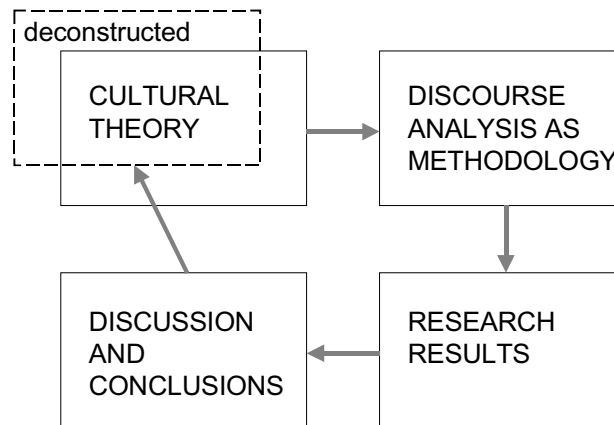 deconstructed
CULTURAL
THEORY
DISCOURSE
ANALYSIS AS
METHODOLOGY
DISCUSSION
AND
CONCLUSIONS
RESEARCH
RESULTS